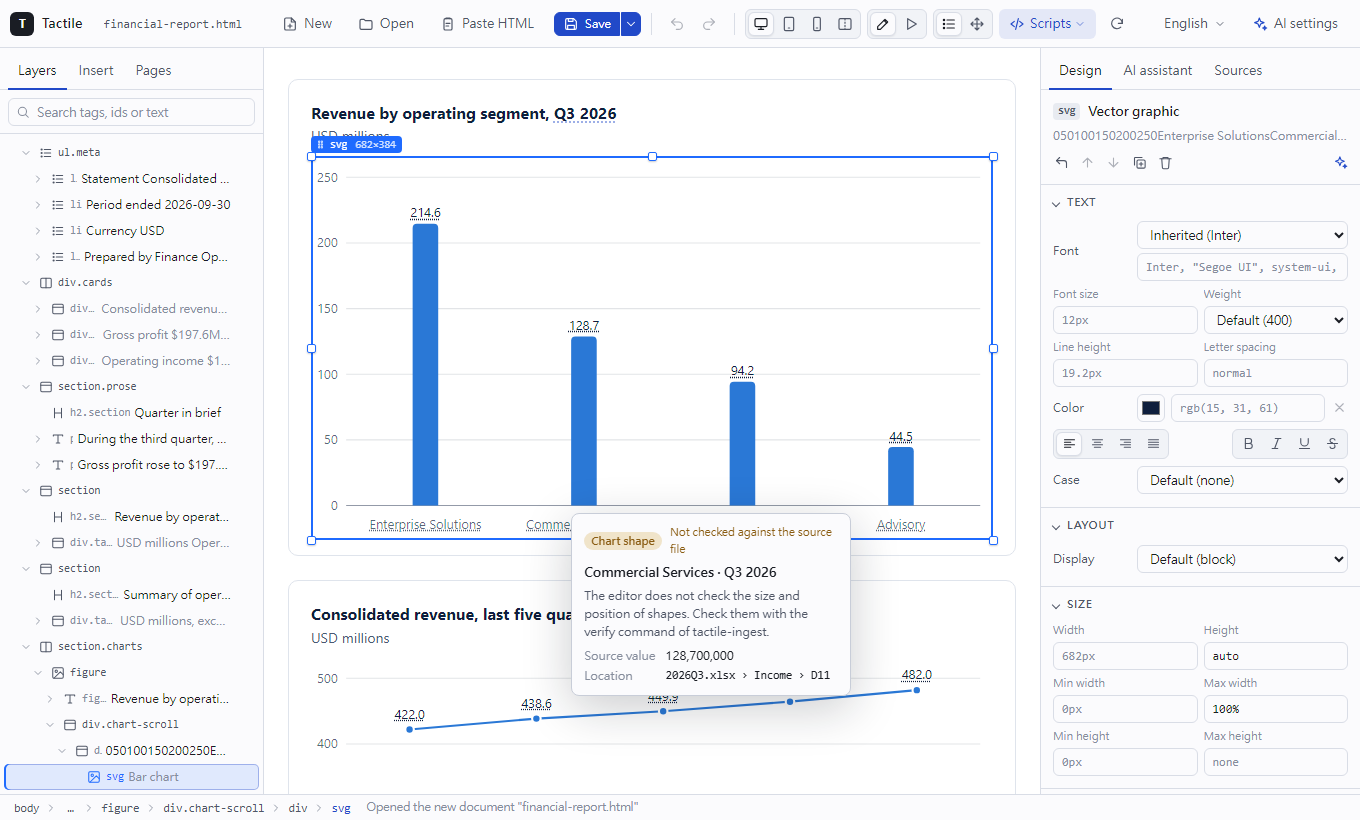 T Tactile financial-report.html New Open Paste HTML Save Scripts English AI settings
Layers Insert Pages
Search tags, ids or text
ul.meta
l. Statement Consolidated ...
li Period ended 2026-09-30
li Currency USD
l.. Prepared by Finance Op...
div.cards
div... Consolidated revenu...
div... Gross profit $197.6M...
div... Operating income $1...
section.prose
h2.section Quarter in brief
During the third quarter, ...
Gross profit rose to $197....
section
h2.se... Revenue by operat...
div.ta... USD millions Oper...
section
h2.sect... Summary of oper...
div.ta... USD millions, exc...
section.charts
figure
fig... Revenue by operati...
div.chart-scroll
d. 050100150200250E...
svg Bar chart
Revenue by operating segment, Q3 2026
USD millions
svg 682×384
250
200
150
100
50
0
214.6
128.7
94.2
44.5
Enterprise Solutions
Advisory
Chart shape Not checked against the source
file
Commercial Services · Q3 2026
The editor does not check the size and
position of shapes. Check them with the
verify command of tactile-ingest.
Source value 128,700,000
Location 2026Q3.xlsx › Income › D11
Consolidated revenue, last five
USD millions
500
400
422.0
438.6
449.9
482.0
Design AI assistant Sources
svg Vector graphic
050100150200250Enterprise SolutionsCommercial...
TEXT
Font Inherited (Inter)
Inter, "Segoe UI", system-ui,
Font size Weight
12px Default (400)
Line height Letter spacing
19.2px normal
Color rgb(15, 31, 61)
B I U S
Case Default (none)
LAYOUT
Display Default (block)
SIZE
Width Height
682px auto
Min width Max width
0px 100%
Min height Max height
0px none
body › … › figure › div.chart-scroll › div › svg Opened the new document "financial-report.html"